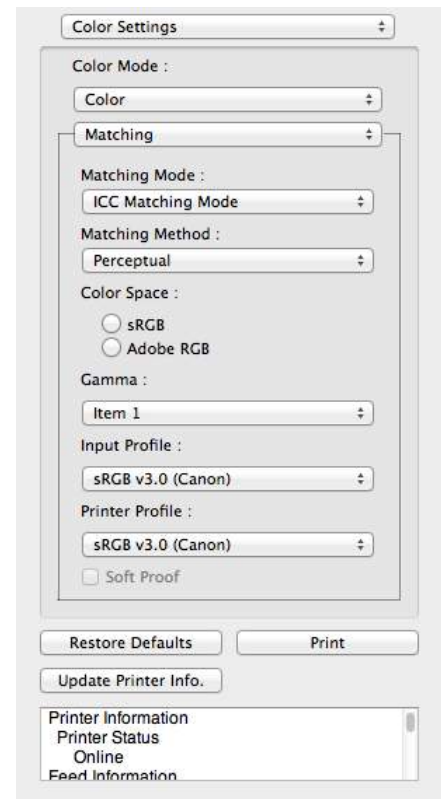 Color Settings
Color Mode :
Color
Matching
Matching Mode :
ICC Matching Mode
Matching Method :
Perceptual
Color Space :
sRGB
Adobe RGB
Gamma :
Item 1
Input Profile :
sRGB v3.0 (Canon)
Printer Profile :
sRGB v3.0 (Canon)
Soft Proof
Restore Defaults Print
Update Printer Info.
Printer Information
Printer Status
Online
Feed Information